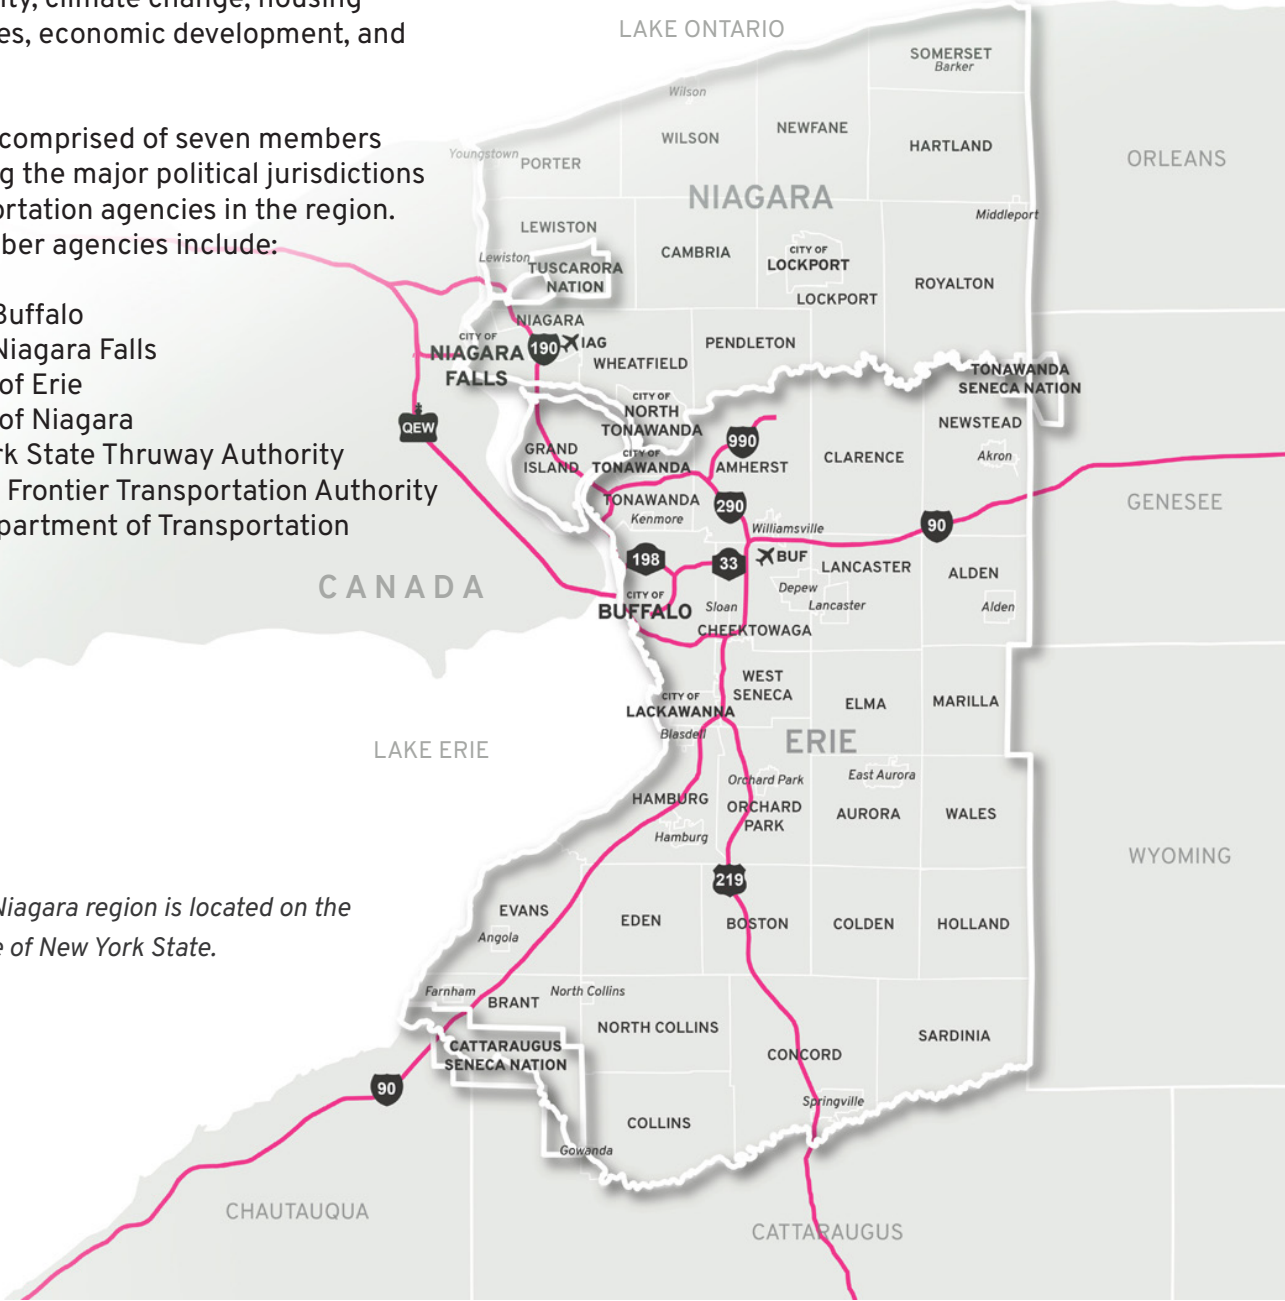 ity, climate change, housing
es, economic development, and
comprised of seven members
g the major political jurisdictions
ortation agencies in the region.
ber agencies include:
Buffalo
Niagara Falls
of Erie
of Niagara
rk State Thruway Authority
Frontier Transportation Authority
partment of Transportation
Niagara region is located on the
e of New York State.
LAKE ONTARIO
SOMERSET
Barker
Wilson
WILSON
NEWFANE
HARTLAND
ORLEANS
Youngstown
PORTER
NIAGARA
Middleport
LEWISTON
Lewiston
TUSCARORA
NATION
CAMBRIA
CITY OF
LOCKPORT
LOCKPORT
ROYALTON
NIAGARA
CITY OF
NIAGARA
FALLS
190
IAG
WHEATFIELD
PENDLETON
TONAWANDA
SENECA NATION
QEW
CITY OF
NORTH
TONAWANDA
990
NEWSTEAD
Akron
GRAND
ISLAND
CITY OF
TONAWANDA
AMHERST
CLARENCE
TONAWANDA
Kenmore
290
Williamsville
90
GENESEE
198
33
BUF
LANCASTER
ALDEN
CANADA
CITY OF
BUFFALO
Sloan
Depew
Lancaster
Alden
CHEEKTOWAGA
WEST
SENECA
ELMA
MARILLA
CITY OF
LACKAWANNA
Blasdell
ERIE
LAKE ERIE
Orchard Park
East Aurora
HAMBURG
ORCHARD
PARK
AURORA
WALES
Hamburg
WYOMING
219
EVANS
EDEN
BOSTON
COLDEN
HOLLAND
Angola
Farnham
BRANT
North Collins
NORTH COLLINS
CATTARAUGUS
SENECA NATION
CONCORD
SARDINIA
90
Springville
COLLINS
Gowanda
CHAUTAUQUA
CATTARAUGUS